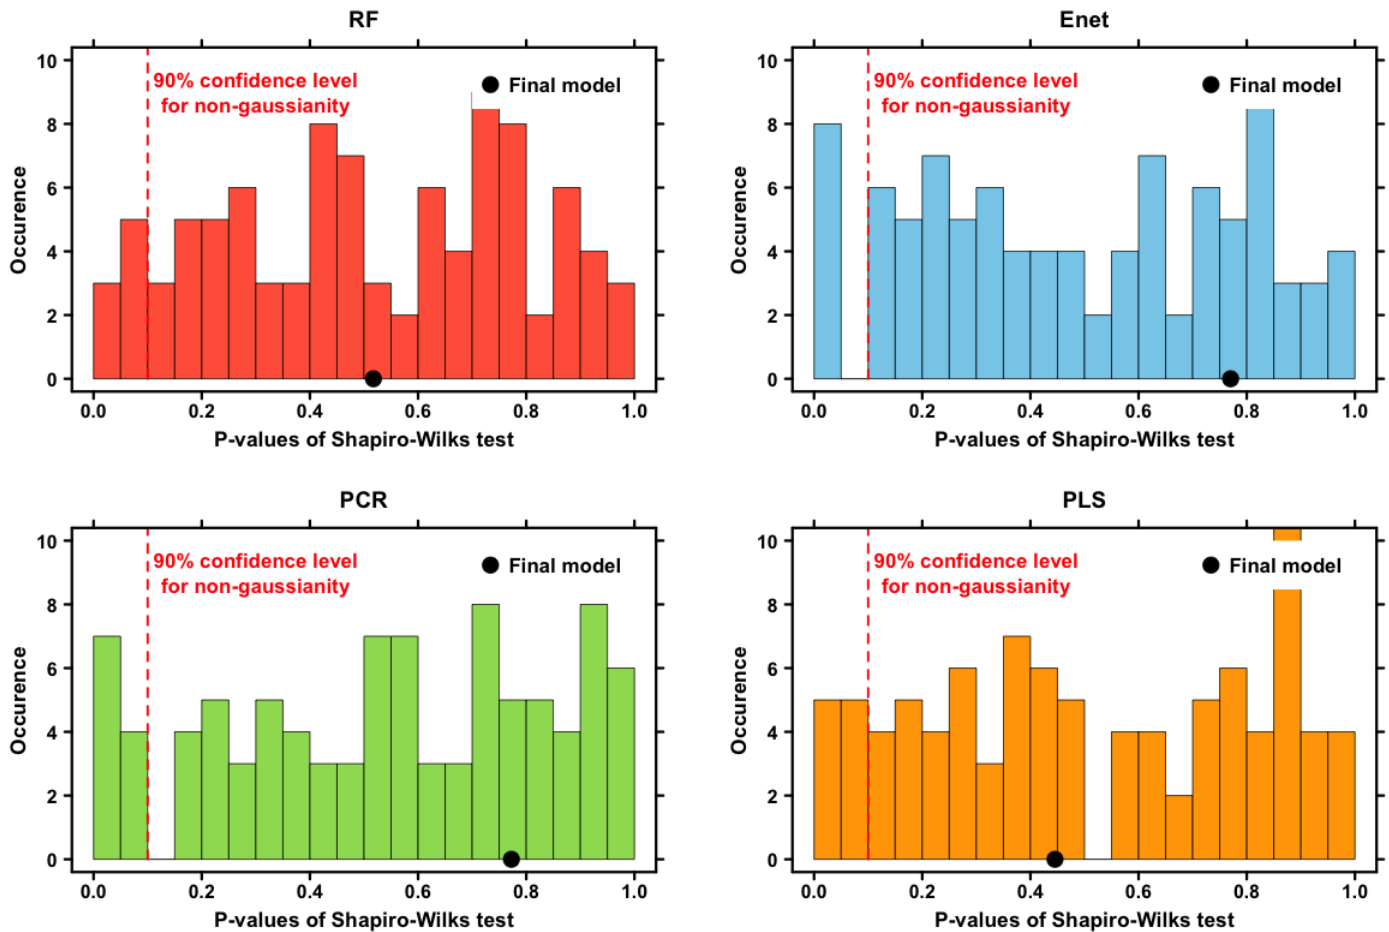 RF
10
8
6
4
2
0
Occurence
90% confidence level
for non-gaussianity
Final model
0.0 0.2 0.4 0.6 0.8 1.0
P-values of Shapiro-Wilks test
Enet
10
8
6
4
2
0
Occurence
90% confidence level
for non-gaussianity
Final model
0.0 0.2 0.4 0.6 0.8 1.0
P-values of Shapiro-Wilks test
PCR
10
8
6
4
2
0
Occurence
90% confidence level
for non-gaussianity
Final model
0.0 0.2 0.4 0.6 0.8 1.0
P-values of Shapiro-Wilks test
PLS
10
8
6
4
2
0
Occurence
90% confidence level
for non-gaussianity
Final model
0.0 0.2 0.4 0.6 0.8 1.0
P-values of Shapiro-Wilks test